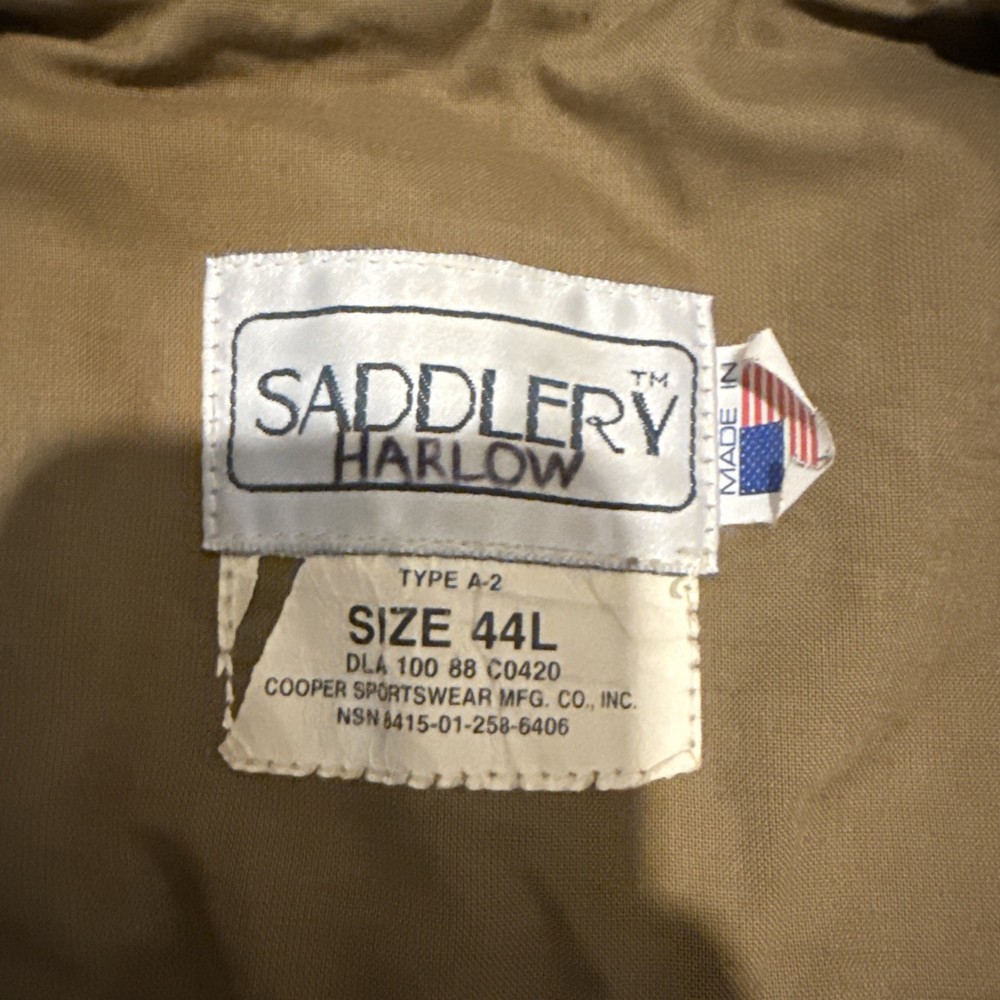 SADDLERY™
HARLOW
MADE IN
TYPE A-2
SIZE 44L
DLA 100 88 C0420
COOPER SPORTSWEAR MFG. CO., INC.
NSN 8415-01-258-6406